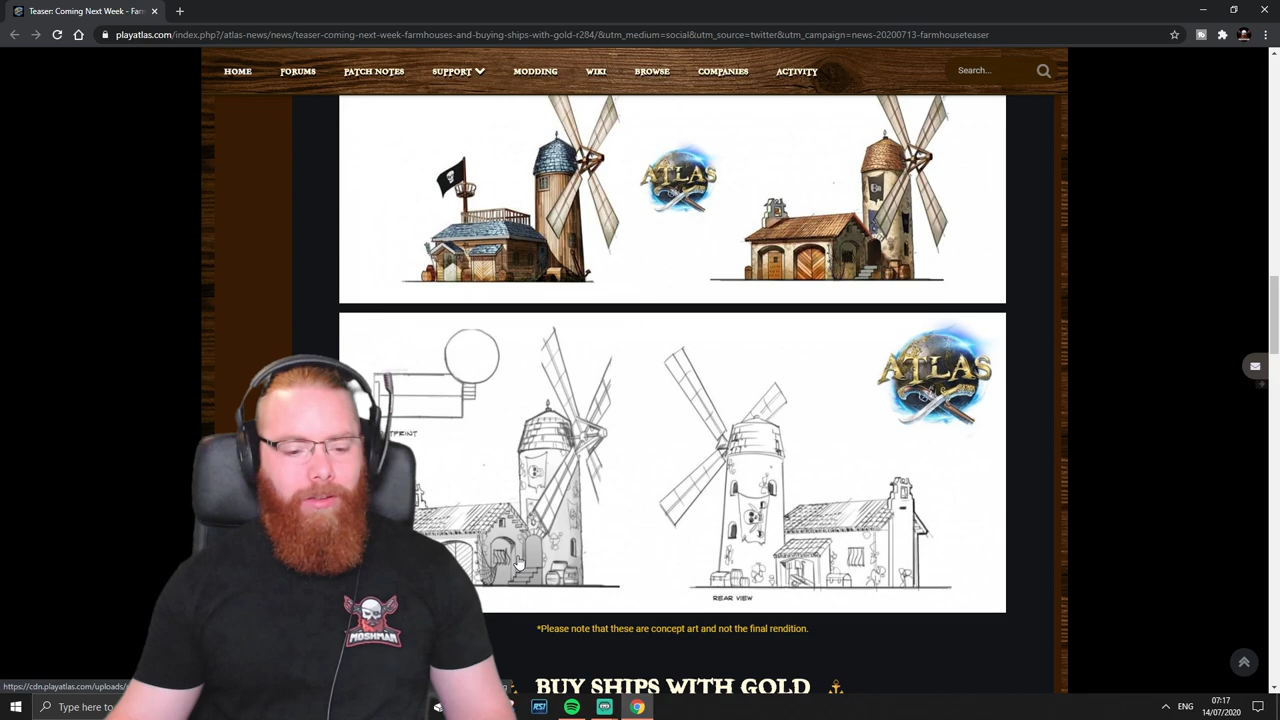 Teaser: Coming Next Week: Far
playatlas.com/index.php?/atlas-news/news/teaser-coming-next-week-farmhouses-and-buying-ships-with-gold-r284/&utm_medium=social&utm_source=twitter&utm_campaign=news-20200713-farmhouseteaser
HOME FORUMS PATCH NOTES SUPPORT MODDING WIKI BROWSE COMPANIES ACTIVITY Search...
ATLAS
ATLAS
REAR VIEW
*Please note that these are concept art and not the final rendition.
MOSHMAN
BUY SHIPS WITH GOLD
https://cdn.playatlas.com/uploads/
Type here to
RSI
ENG
07:17
14/07/2020